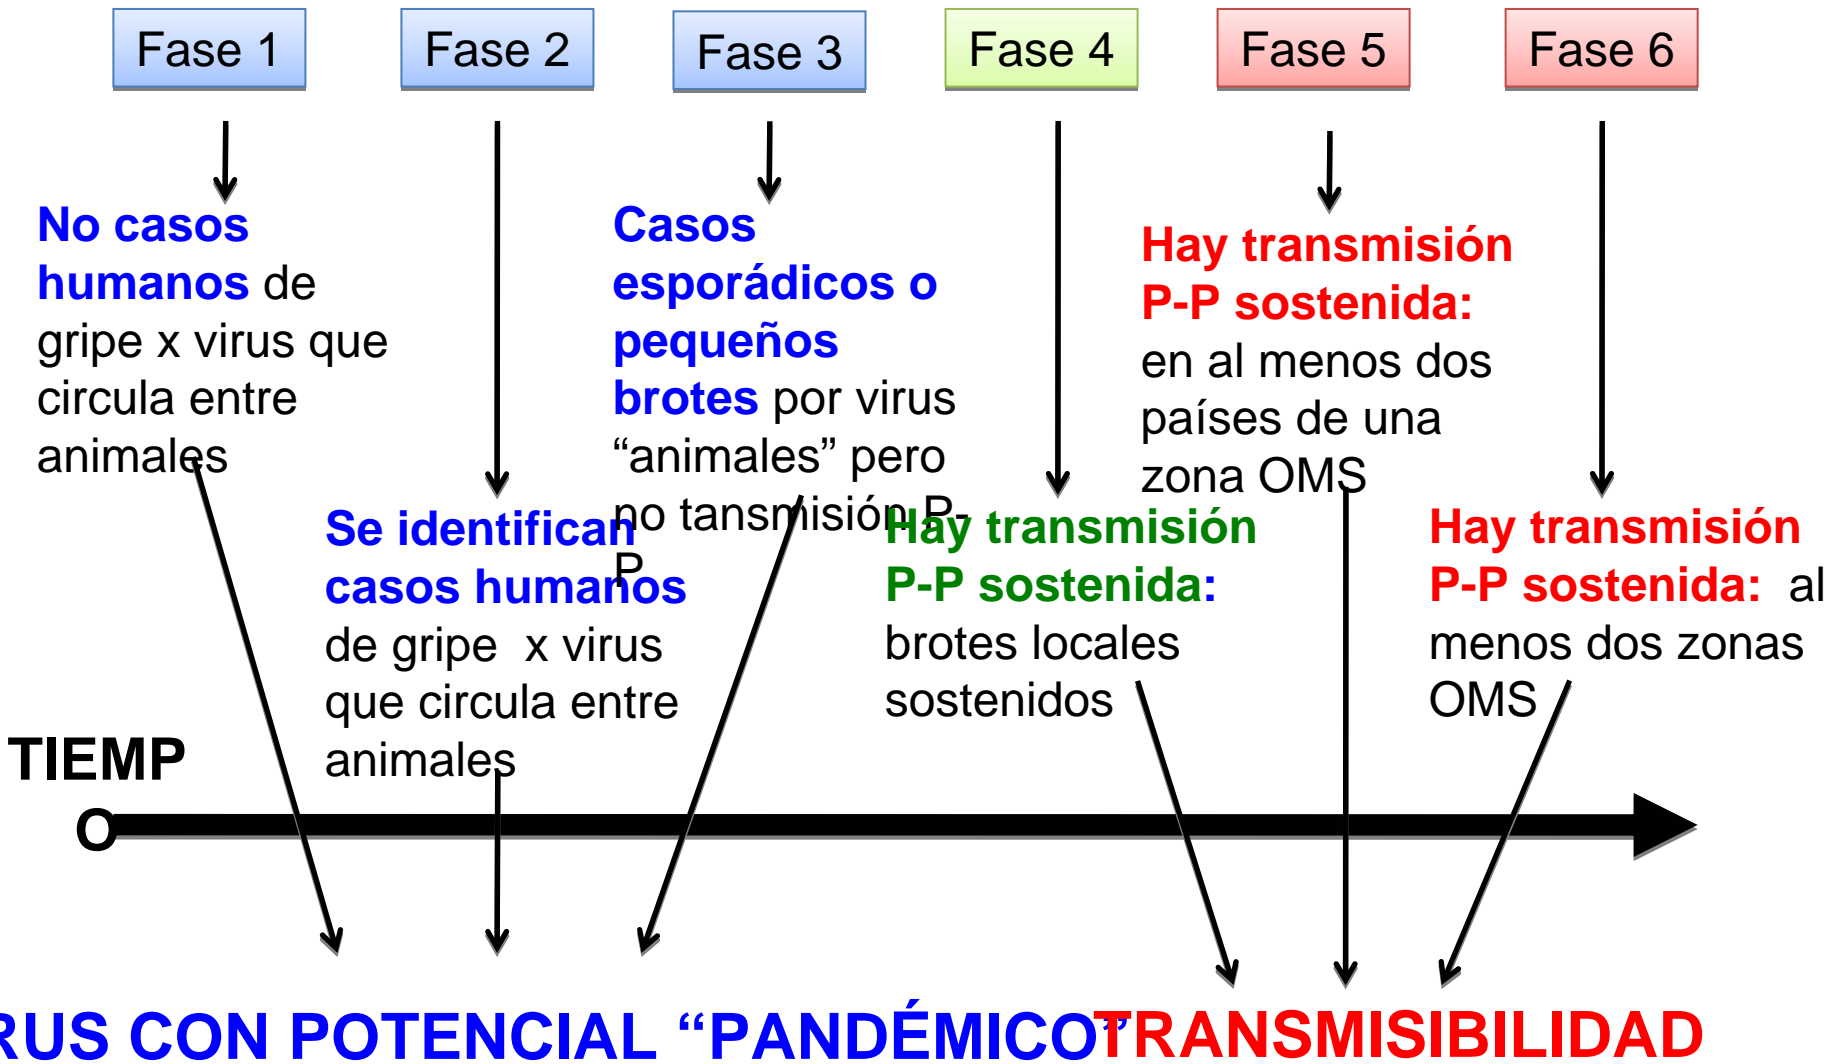 Fase 1
Fase 2
Fase 3
Fase 4
Fase 5
Fase 6
No casos
humanos de
gripe x virus que
circula entre
animales
Se identifican
casos humanos
de gripe x virus
que circula entre
animales
Casos
esporádicos o
pequeños
brotes por virus
“animales” pero
no tansmisión P-
P
Hay transmisión
P-P sostenida:
brotes locales
sostenidos
Hay transmisión
P-P sostenida:
en al menos dos
países de una
zona OMS
Hay transmisión
P-P sostenida: al
menos dos zonas
OMS
TIEMP
O
RUS CON POTENCIAL “PANDÉMICO”
TRANSMISIBILIDAD